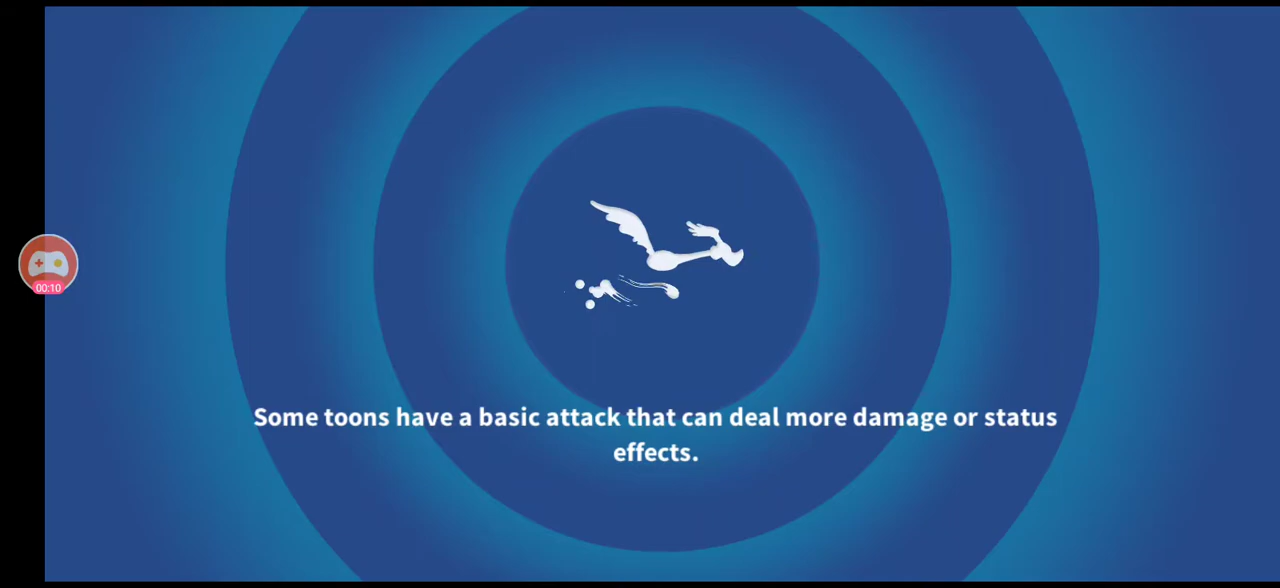 00:10
Some toons have a basic attack that can deal more damage or status
effects.